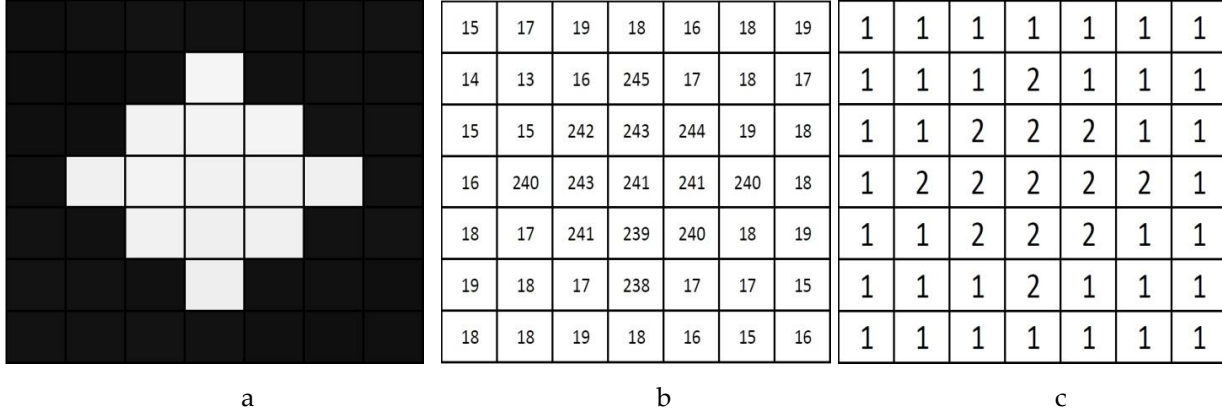 15 17 19 18 16 18 19 1 1 1 1 1 1 1
14 13 16 245 17 18 17 1 1 1 2 1 1 1
15 15 242 243 244 19 18 1 1 2 2 2 1 1
16 240 243 241 241 240 18 1 2 2 2 2 2 1
18 17 241 239 240 18 19 1 1 2 2 2 1 1
19 18 17 238 17 17 15 1 1 1 2 1 1 1
18 18 19 18 16 15 16 1 1 1 1 1 1 1
a b c